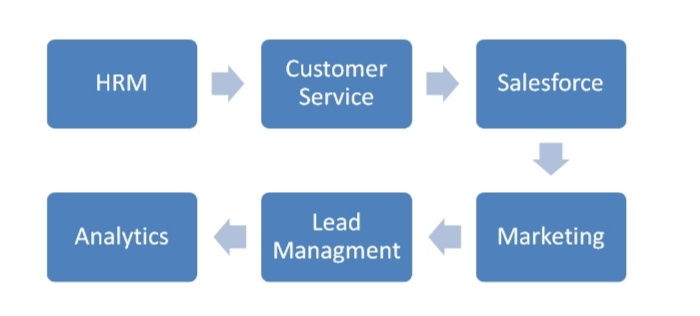 HRM
Customer
Service
Salesforce
Analytics
Lead
Managment
Marketing